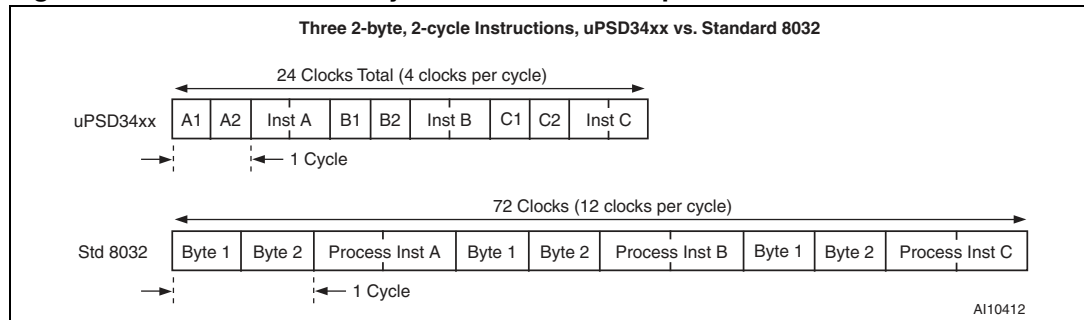 Three 2-byte, 2-cycle Instructions, uPSD34xx vs. Standard 8032
24 Clocks Total (4 clocks per cycle)
uPSD34xx A1 A2 Inst A B1 B2 Inst B C1 C2 Inst C
1 Cycle
72 Clocks (12 clocks per cycle)
Std 8032 Byte 1 Byte 2 Process Inst A Byte 1 Byte 2 Process Inst B Byte 1 Byte 2 Process Inst C
1 Cycle
AI10412